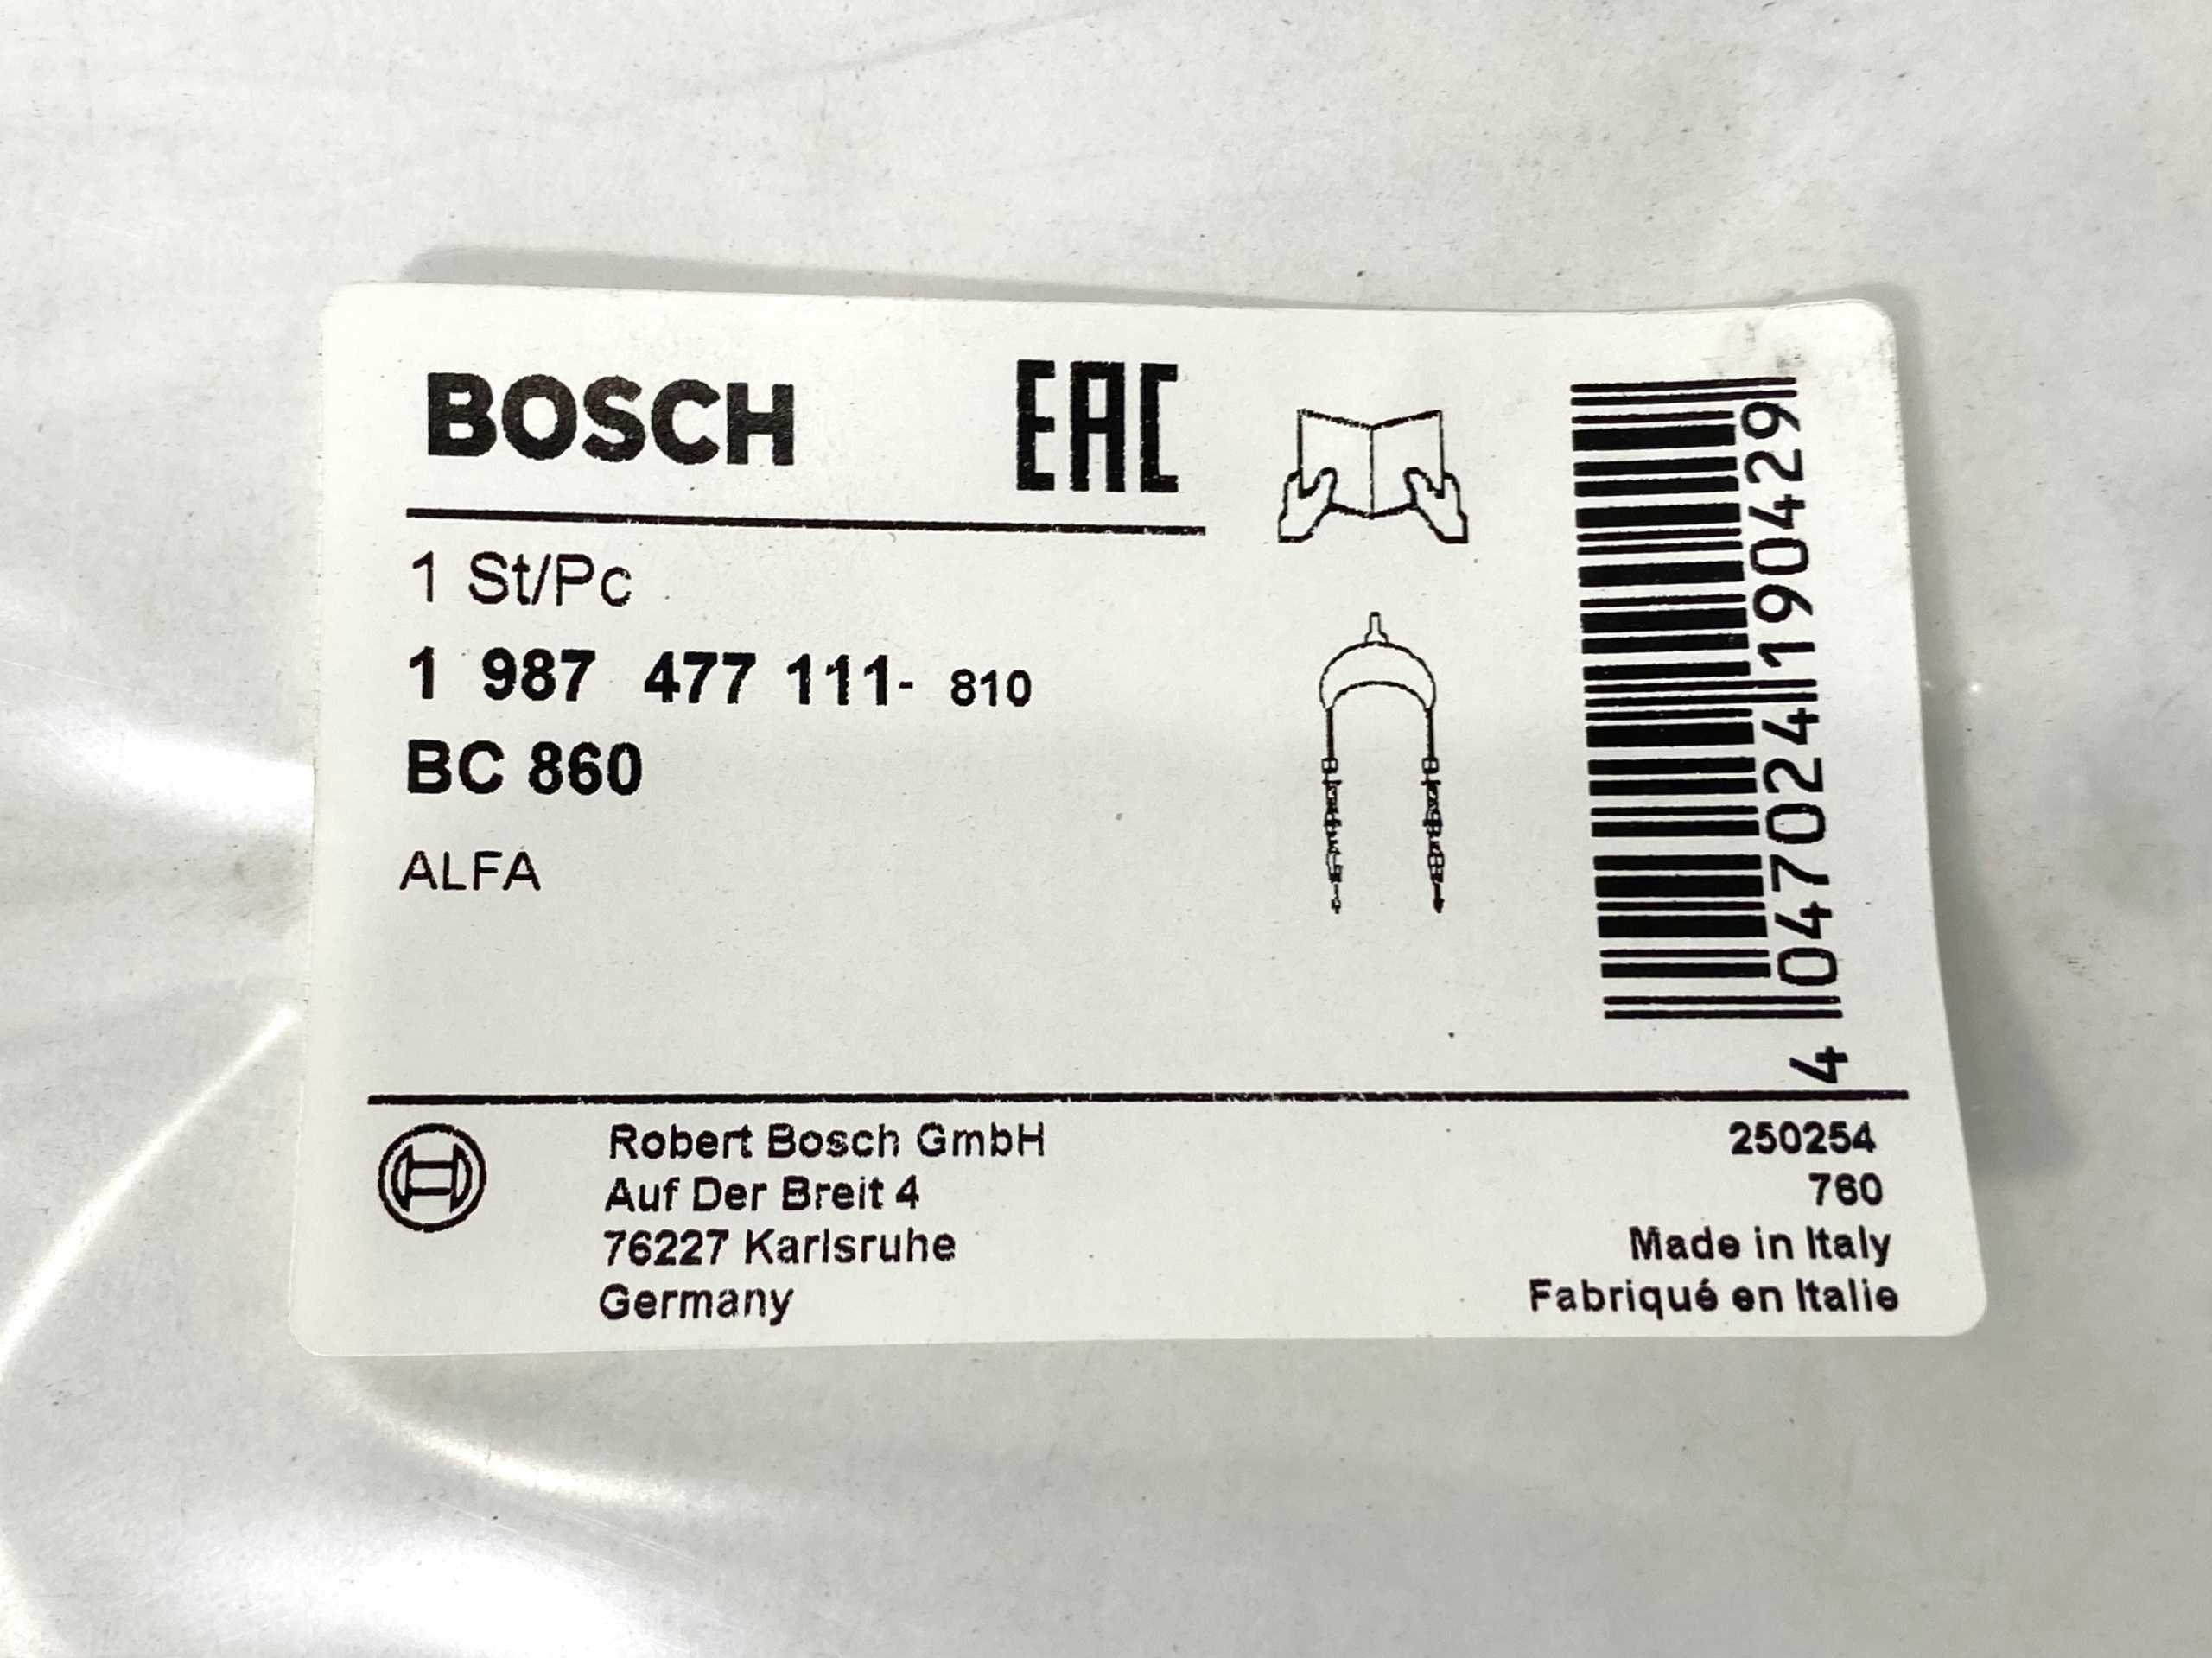 BOSCH EAC
1 St/Pc
1 987 477 111- 810
BC 860
ALFA
4 047024 190429
Robert Bosch GmbH
Auf Der Breit 4
76227 Karlsruhe
Germany
250254
760
Made in Italy
Fabriqué en Italie